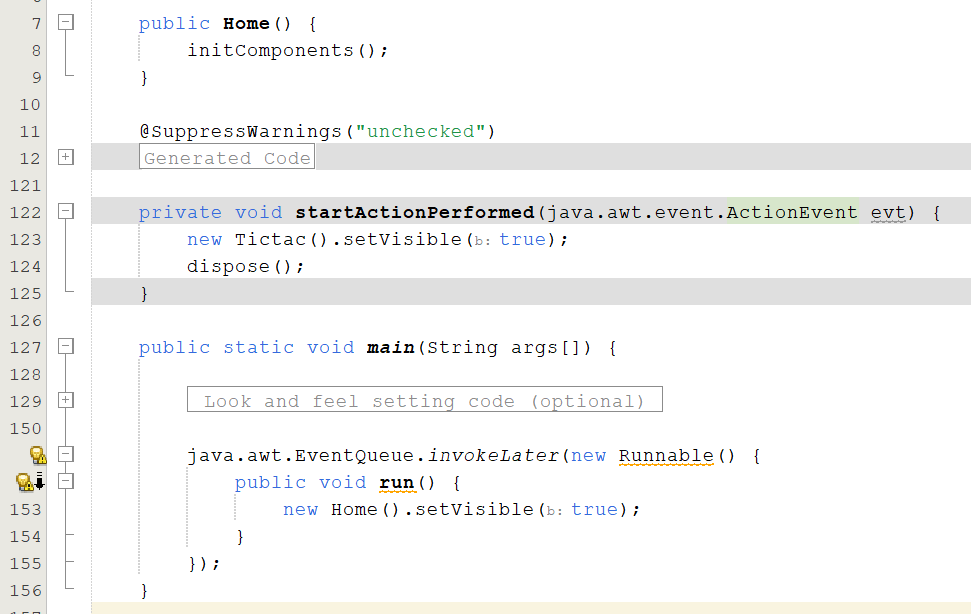 7 public Home() {
8 initComponents();
9 }
10
11 @SuppressWarnings("unchecked")
12 Generated Code
121
122 private void startActionPerformed(java.awt.event.ActionEvent evt) {
123 new Tictac().setVisible(b: true);
124 dispose();
125 }
126
127 public static void main(String args[]) {
128
129 Look and feel setting code (optional)
150
java.awt.EventQueue.invokeLater(new Runnable() {
public void run() {
153 new Home().setVisible(b: true);
154 }
155 });
156 }